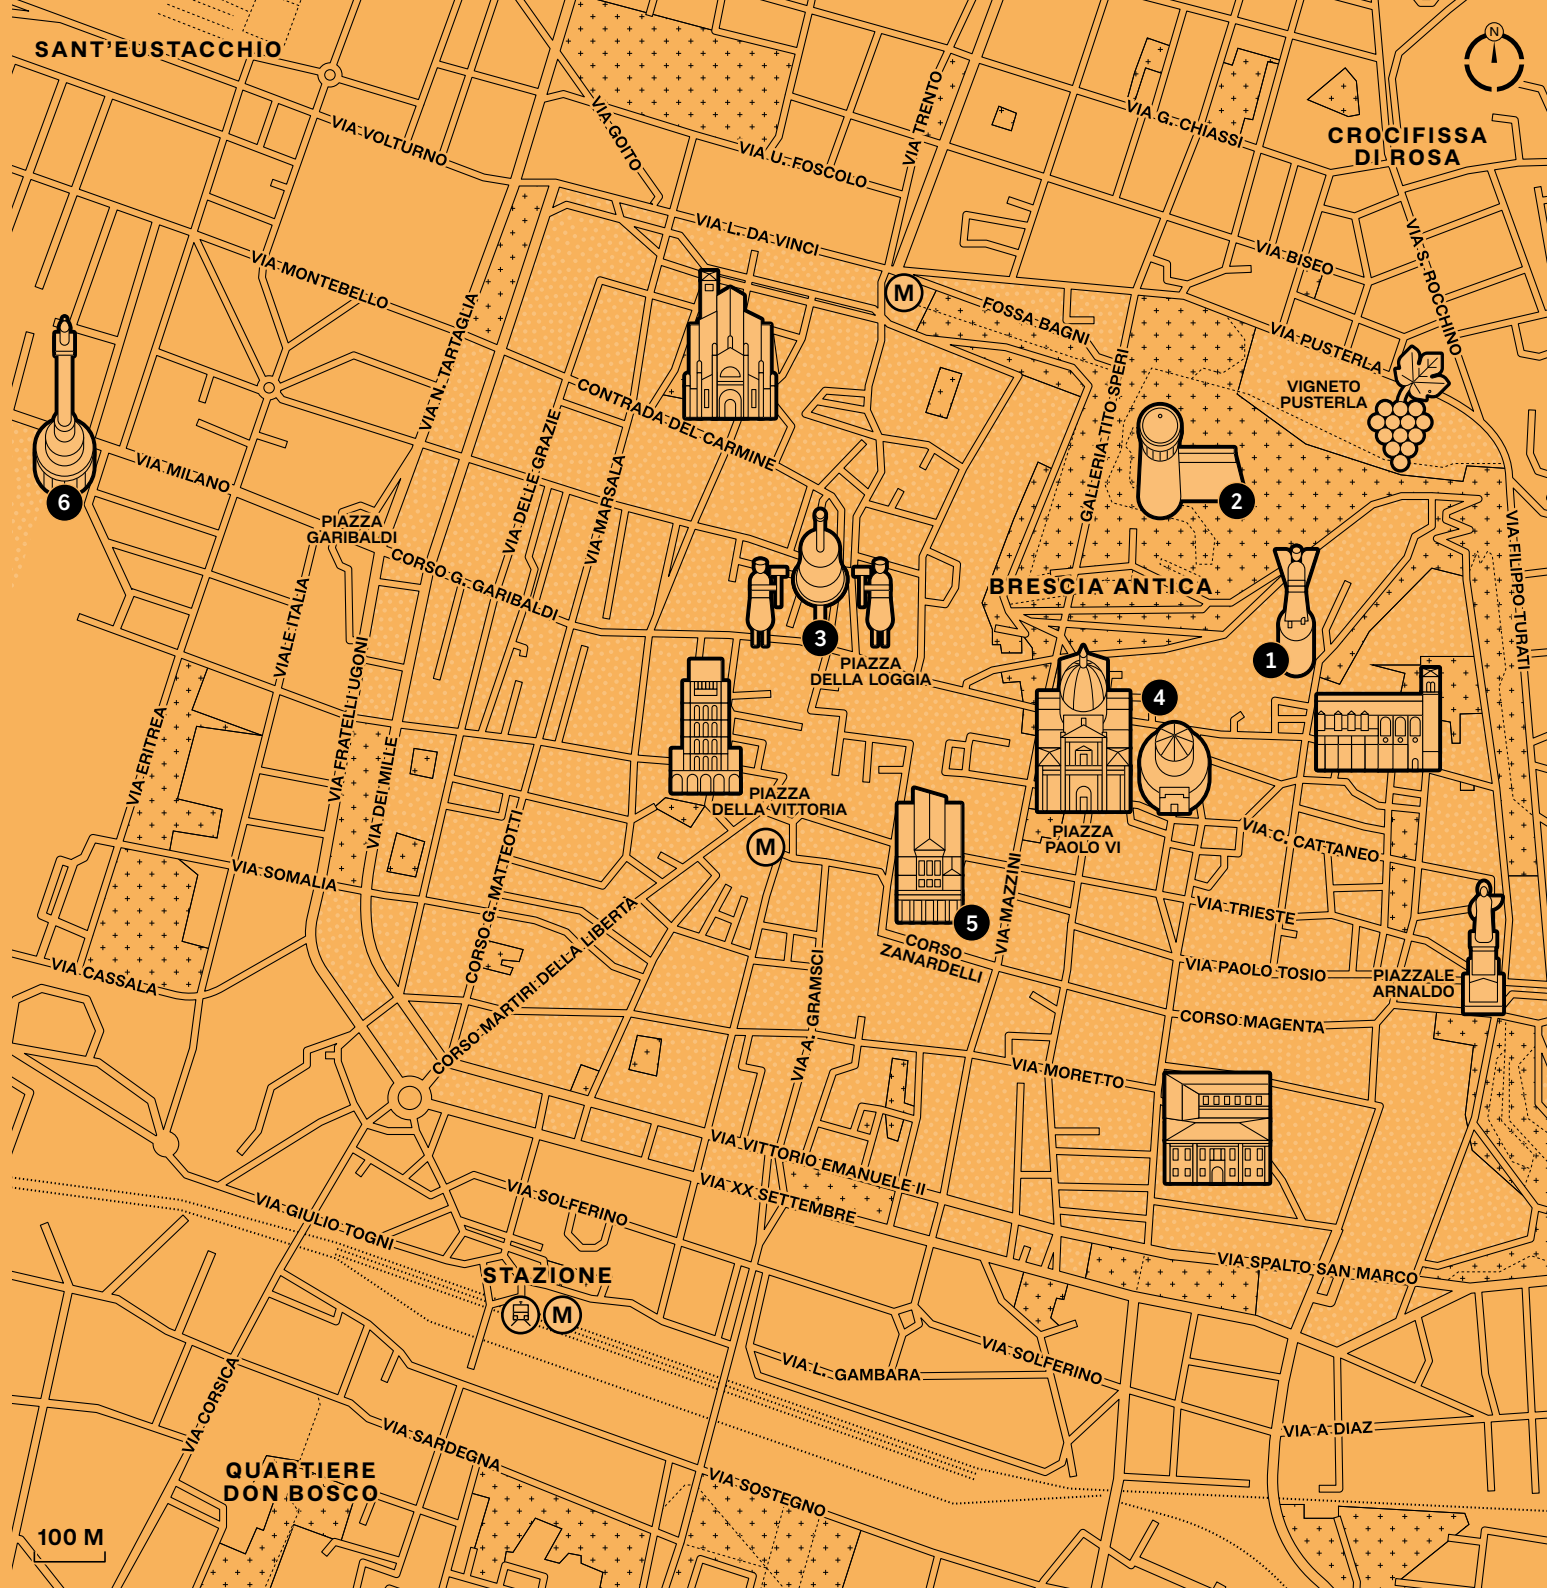 SANT'EUSTACCHIO
N
CROCIFISSA
DI ROSA
VIA VOLTURNO
VIA GOITO
VIA U. FOSCOLO
VIA TRENTO
VIA G. CHIASSI
VIA L. DA VINCI
VIA BISEO
VIA S. ROCCHINO
VIA MONTEBELLO
M
FOSSA BAGNI
VIA PUSTERLA
VIGNETO
PUSTERLA
VIA N. TARTAGLIA
CONTRADA DEL CARMINE
GALLERIA TITO SPERI
VIA DELLE GRAZIE
VIA MARSALA
VIA MILANO
6
2
PIAZZA
GARIBALDI
CORSO G. GARIBALDI
VIA FILIPPO TURATI
BRESCIA ANTICA
VIALE ITALIA
3
1
PIAZZA
DELLA LOGGIA
4
VIA FRATELLI UGONI
VIA ERITREA
VIA DEI MILLE
PIAZZA
DELLA VITTORIA
M
PIAZZA
PAOLO VI
VIA C. CATTANEO
VIA SOMALIA
CORSO G. MATTEOTTI
VIA MAZZINI
VIA TRIESTE
5
CORSO
ZANARDELLI
VIA CASSALA
CORSO MARTIRI DELLA LIBERTÀ
VIA A. GRAMSCI
VIA PAOLO TOSIO
PIAZZALE
ARNALDO
CORSO MAGENTA
VIA MORETTO
VIA VITTORIO EMANUELE II
VIA XX SETTEMBRE
VIA GIULIO TOGNI
VIA SOLFERINO
VIA SPALTO SAN MARCO
STAZIONE
M
VIA SOLFERINO
VIA L. GAMBARA
VIA CORSICA
VIA A DIAZ
VIA SARDEGNA
QUARTIERE
DON BOSCO
VIA SOSTEGNO
100 M